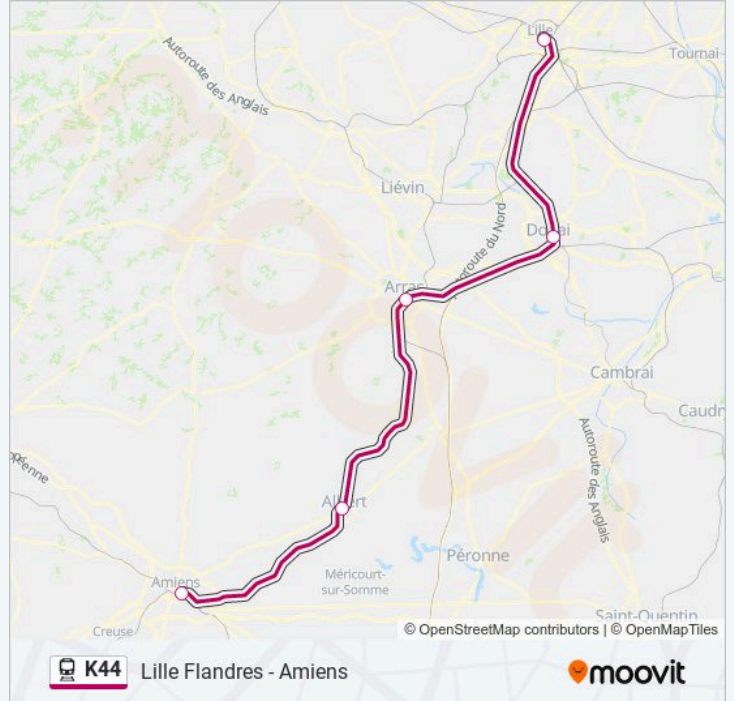 Lille
Tournai
Autoroute des Anglais
Liévin
Autoroute du Nord
Douai
Arras
Cambrai
Caudr
Autoroute des Anglais
péenne
Albert
Péronne
Amiens
Méricourt-
sur-Somme
Creuse
Saint-Quentin
© OpenStreetMap contributors | © OpenMapTiles
K44 Lille Flandres - Amiens
moovit